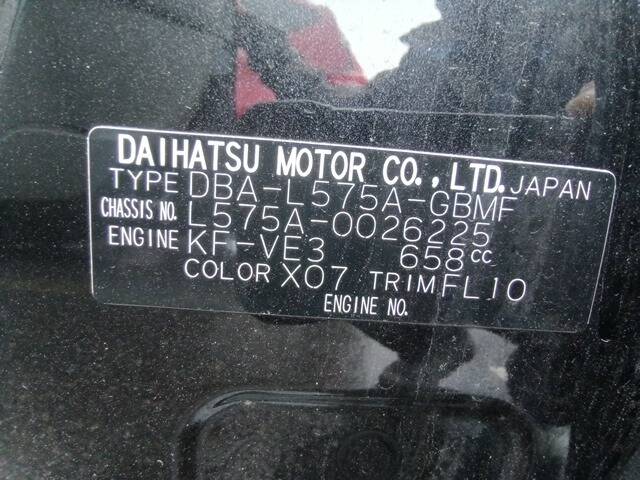 DAIHATSU MOTOR CO., LTD. JAPAN
TYPE DBA-L575A-GBMF
CHASSIS NO. L575A-0026225
ENGINE KF-VE3 658cc
COLOR X07 TRIM FL10
ENGINE NO.